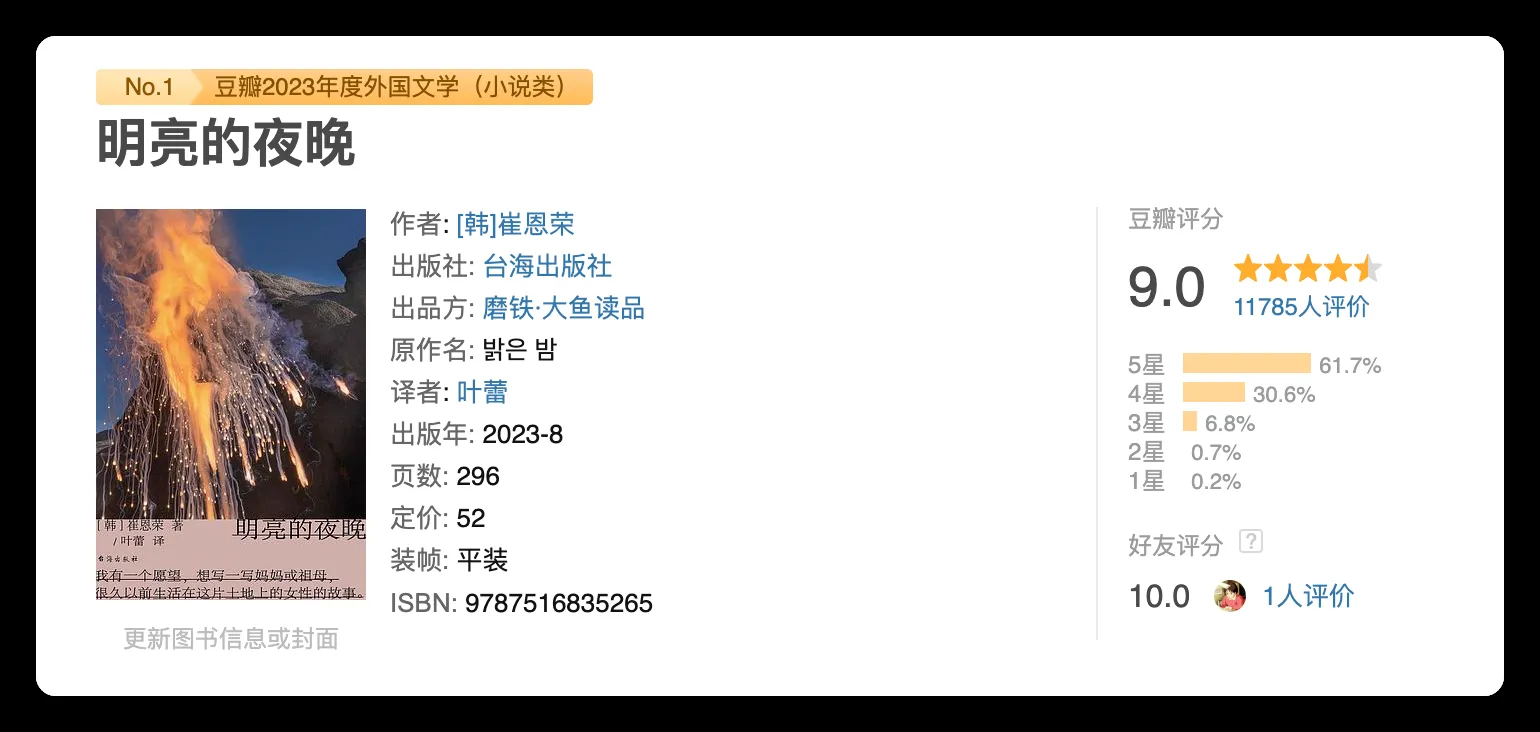 No.1 豆瓣2023年度外国文学（小说类）
明亮的夜晚
[韩]崔恩荣 著
/叶蕾 译
明亮的夜晚
台海出版社
我有一个愿望，想写一写妈妈或祖母，
很久以前生活在这片土地上的女性的故事。
更新图书信息或封面
作者: [韩]崔恩荣
出版社: 台海出版社
出品方: 磨铁·大鱼读品
原作名: 밝은 밤
译者: 叶蕾
出版年: 2023-8
页数: 296
定价: 52
装帧: 平装
ISBN: 9787516835265
豆瓣评分
9.0
11785人评价
5星 61.7%
4星 30.6%
3星 6.8%
2星 0.7%
1星 0.2%
好友评分 ?
10.0 1人评价